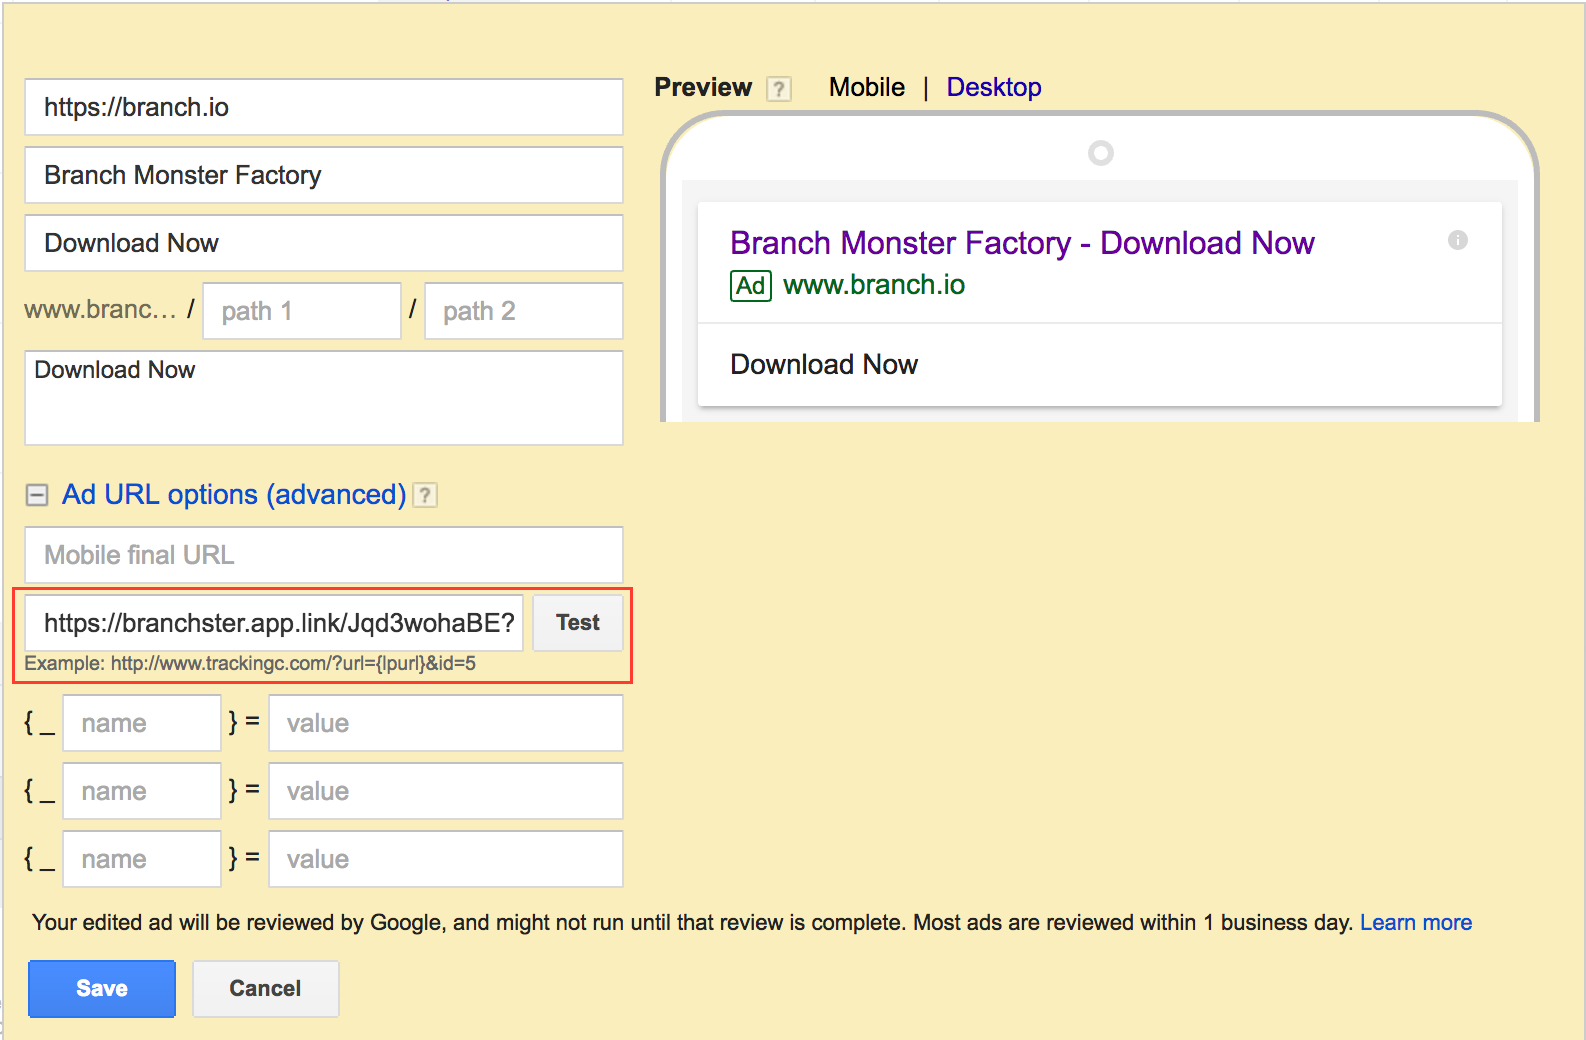 https://branch.io
Branch Monster Factory
Download Now
www.branc... / path 1 / path 2
Download Now
Ad URL options (advanced) ?
Mobile final URL
https://branchster.app.link/Jqd3wohaBE? Test
Example: http://www.trackingc.com/?url={lpurl}&id=5
{ _ name } = value
{ _ name } = value
{ _ name } = value
Your edited ad will be reviewed by Google, and might not run until that review is complete. Most ads are reviewed within 1 business day. Learn more
Save Cancel
Preview ? Mobile | Desktop
Branch Monster Factory - Download Now
Ad www.branch.io
Download Now